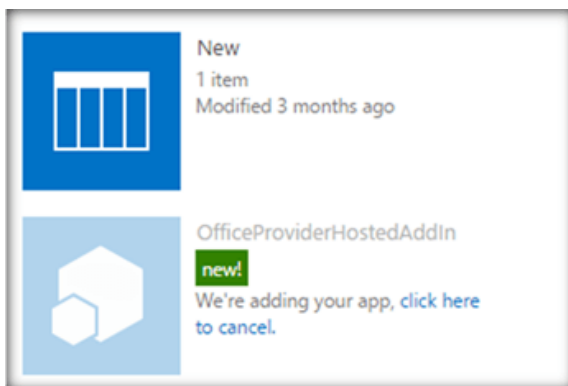 New
1 item
Modified 3 months ago
OfficeProviderHostedAddIn
new!
We're adding your app, click here
to cancel.